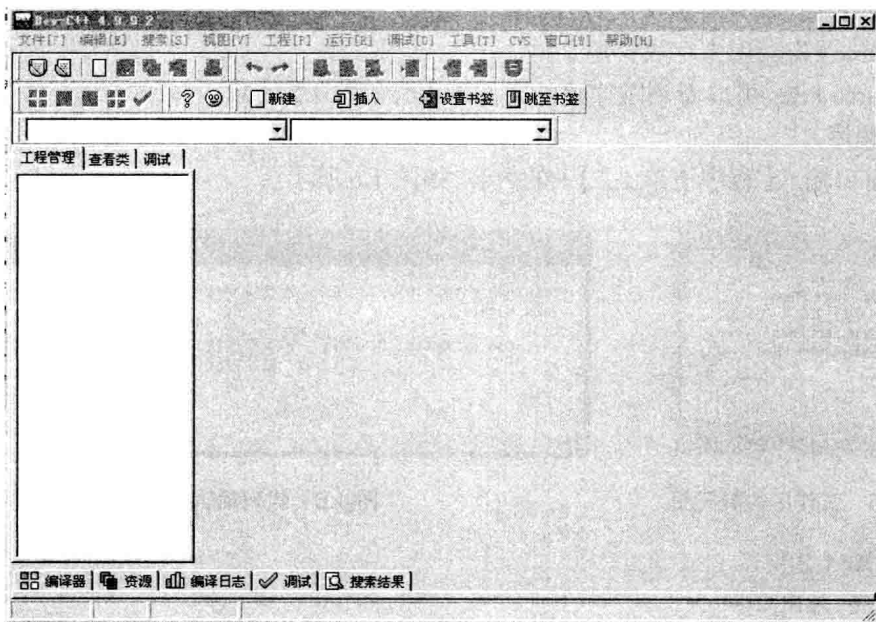 Dev-C++ 4.9.9.2
文件[F] 编辑[E] 搜索[S] 视图[V] 工程[P] 运行[R] 调试[D] 工具[T] CVS 窗口[W] 帮助[H]
新建 插入 设置书签 跳至书签
工程管理 查看类 调试
编译器 资源 编译日志 调试 搜索结果